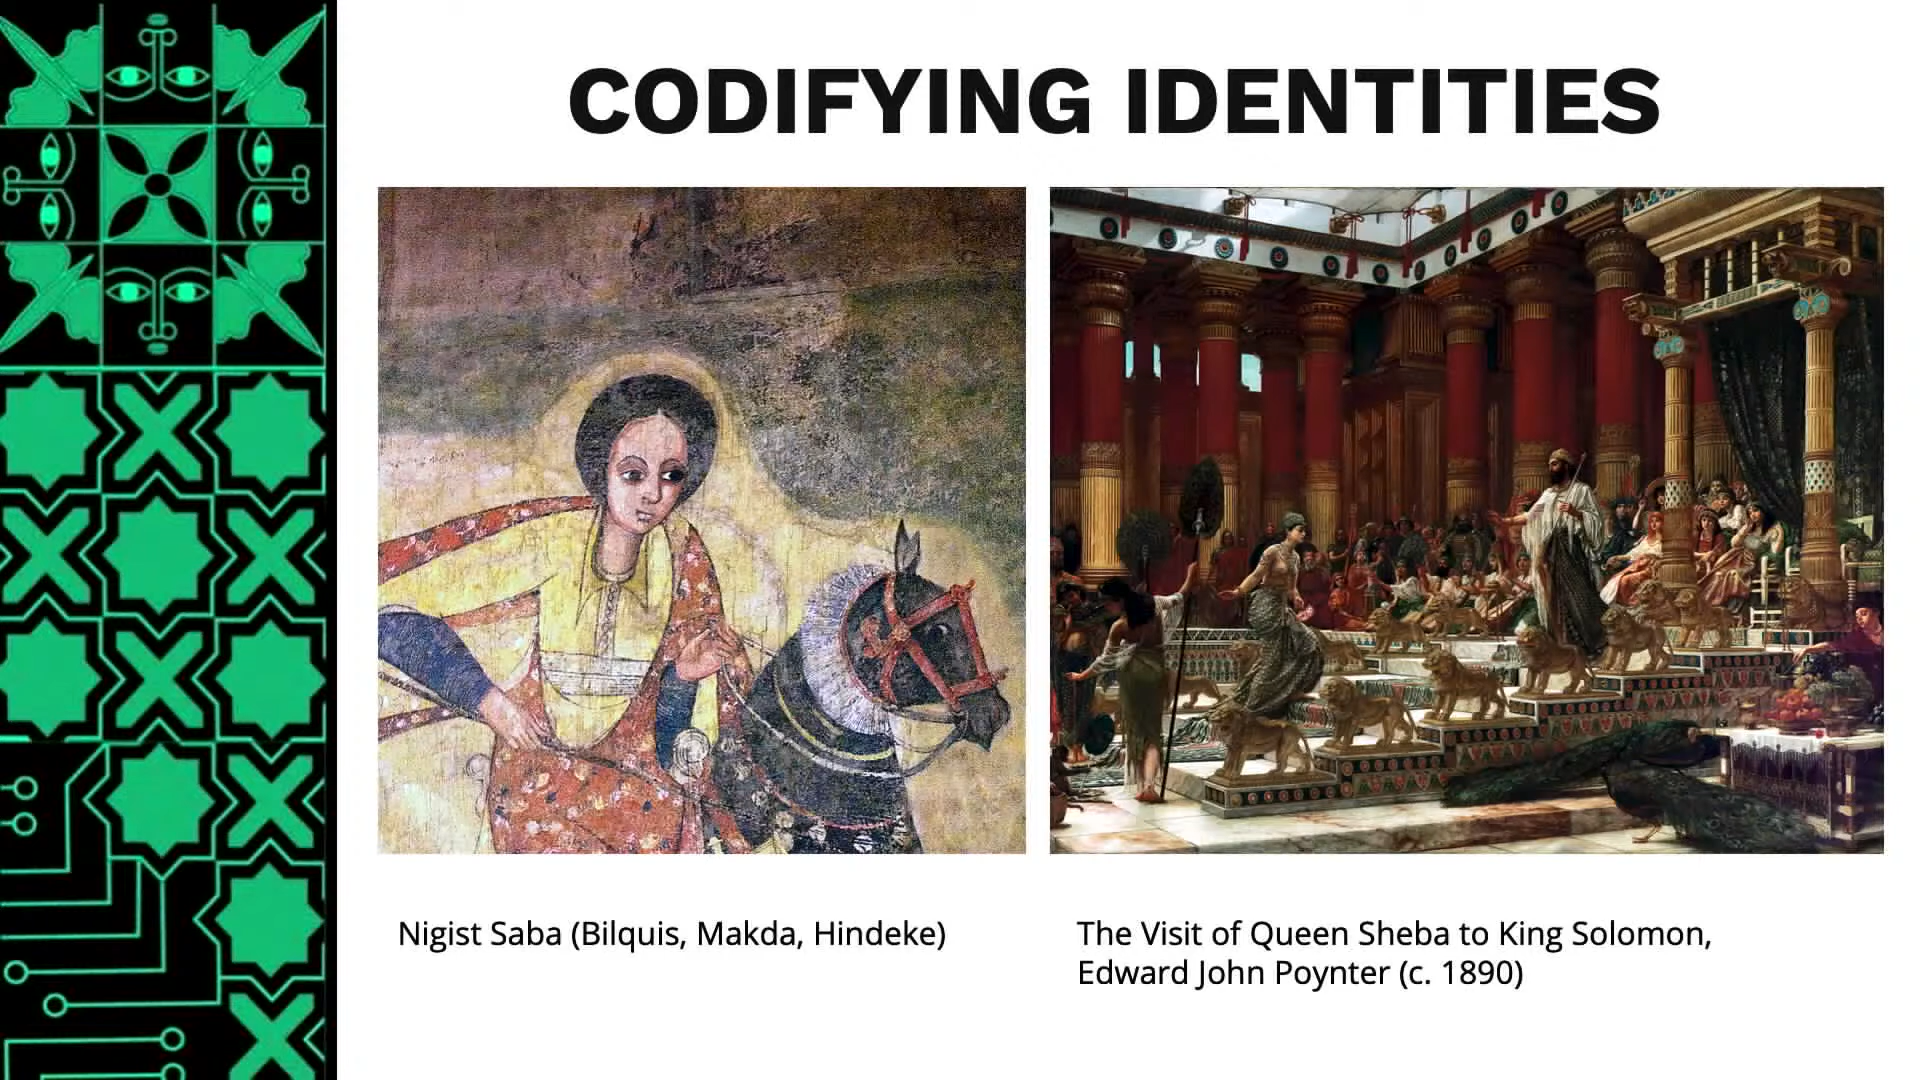 CODIFYING IDENTITIES
Nigist Saba (Bilquis, Makda, Hindeke)
The Visit of Queen Sheba to King Solomon,
Edward John Poynter (c. 1890)